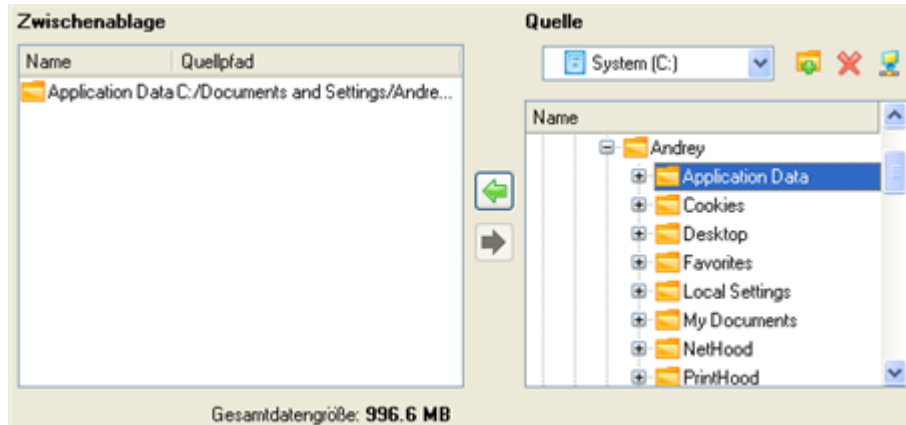 Zwischenablage
Name Quellpfad
Application Data C:/Documents and Settings/Andre...
Gesamtdatengröße: 996.6 MB
Quelle
System (C:)
Name
Andrey
Application Data
Cookies
Desktop
Favorites
Local Settings
My Documents
NetHood
PrintHood